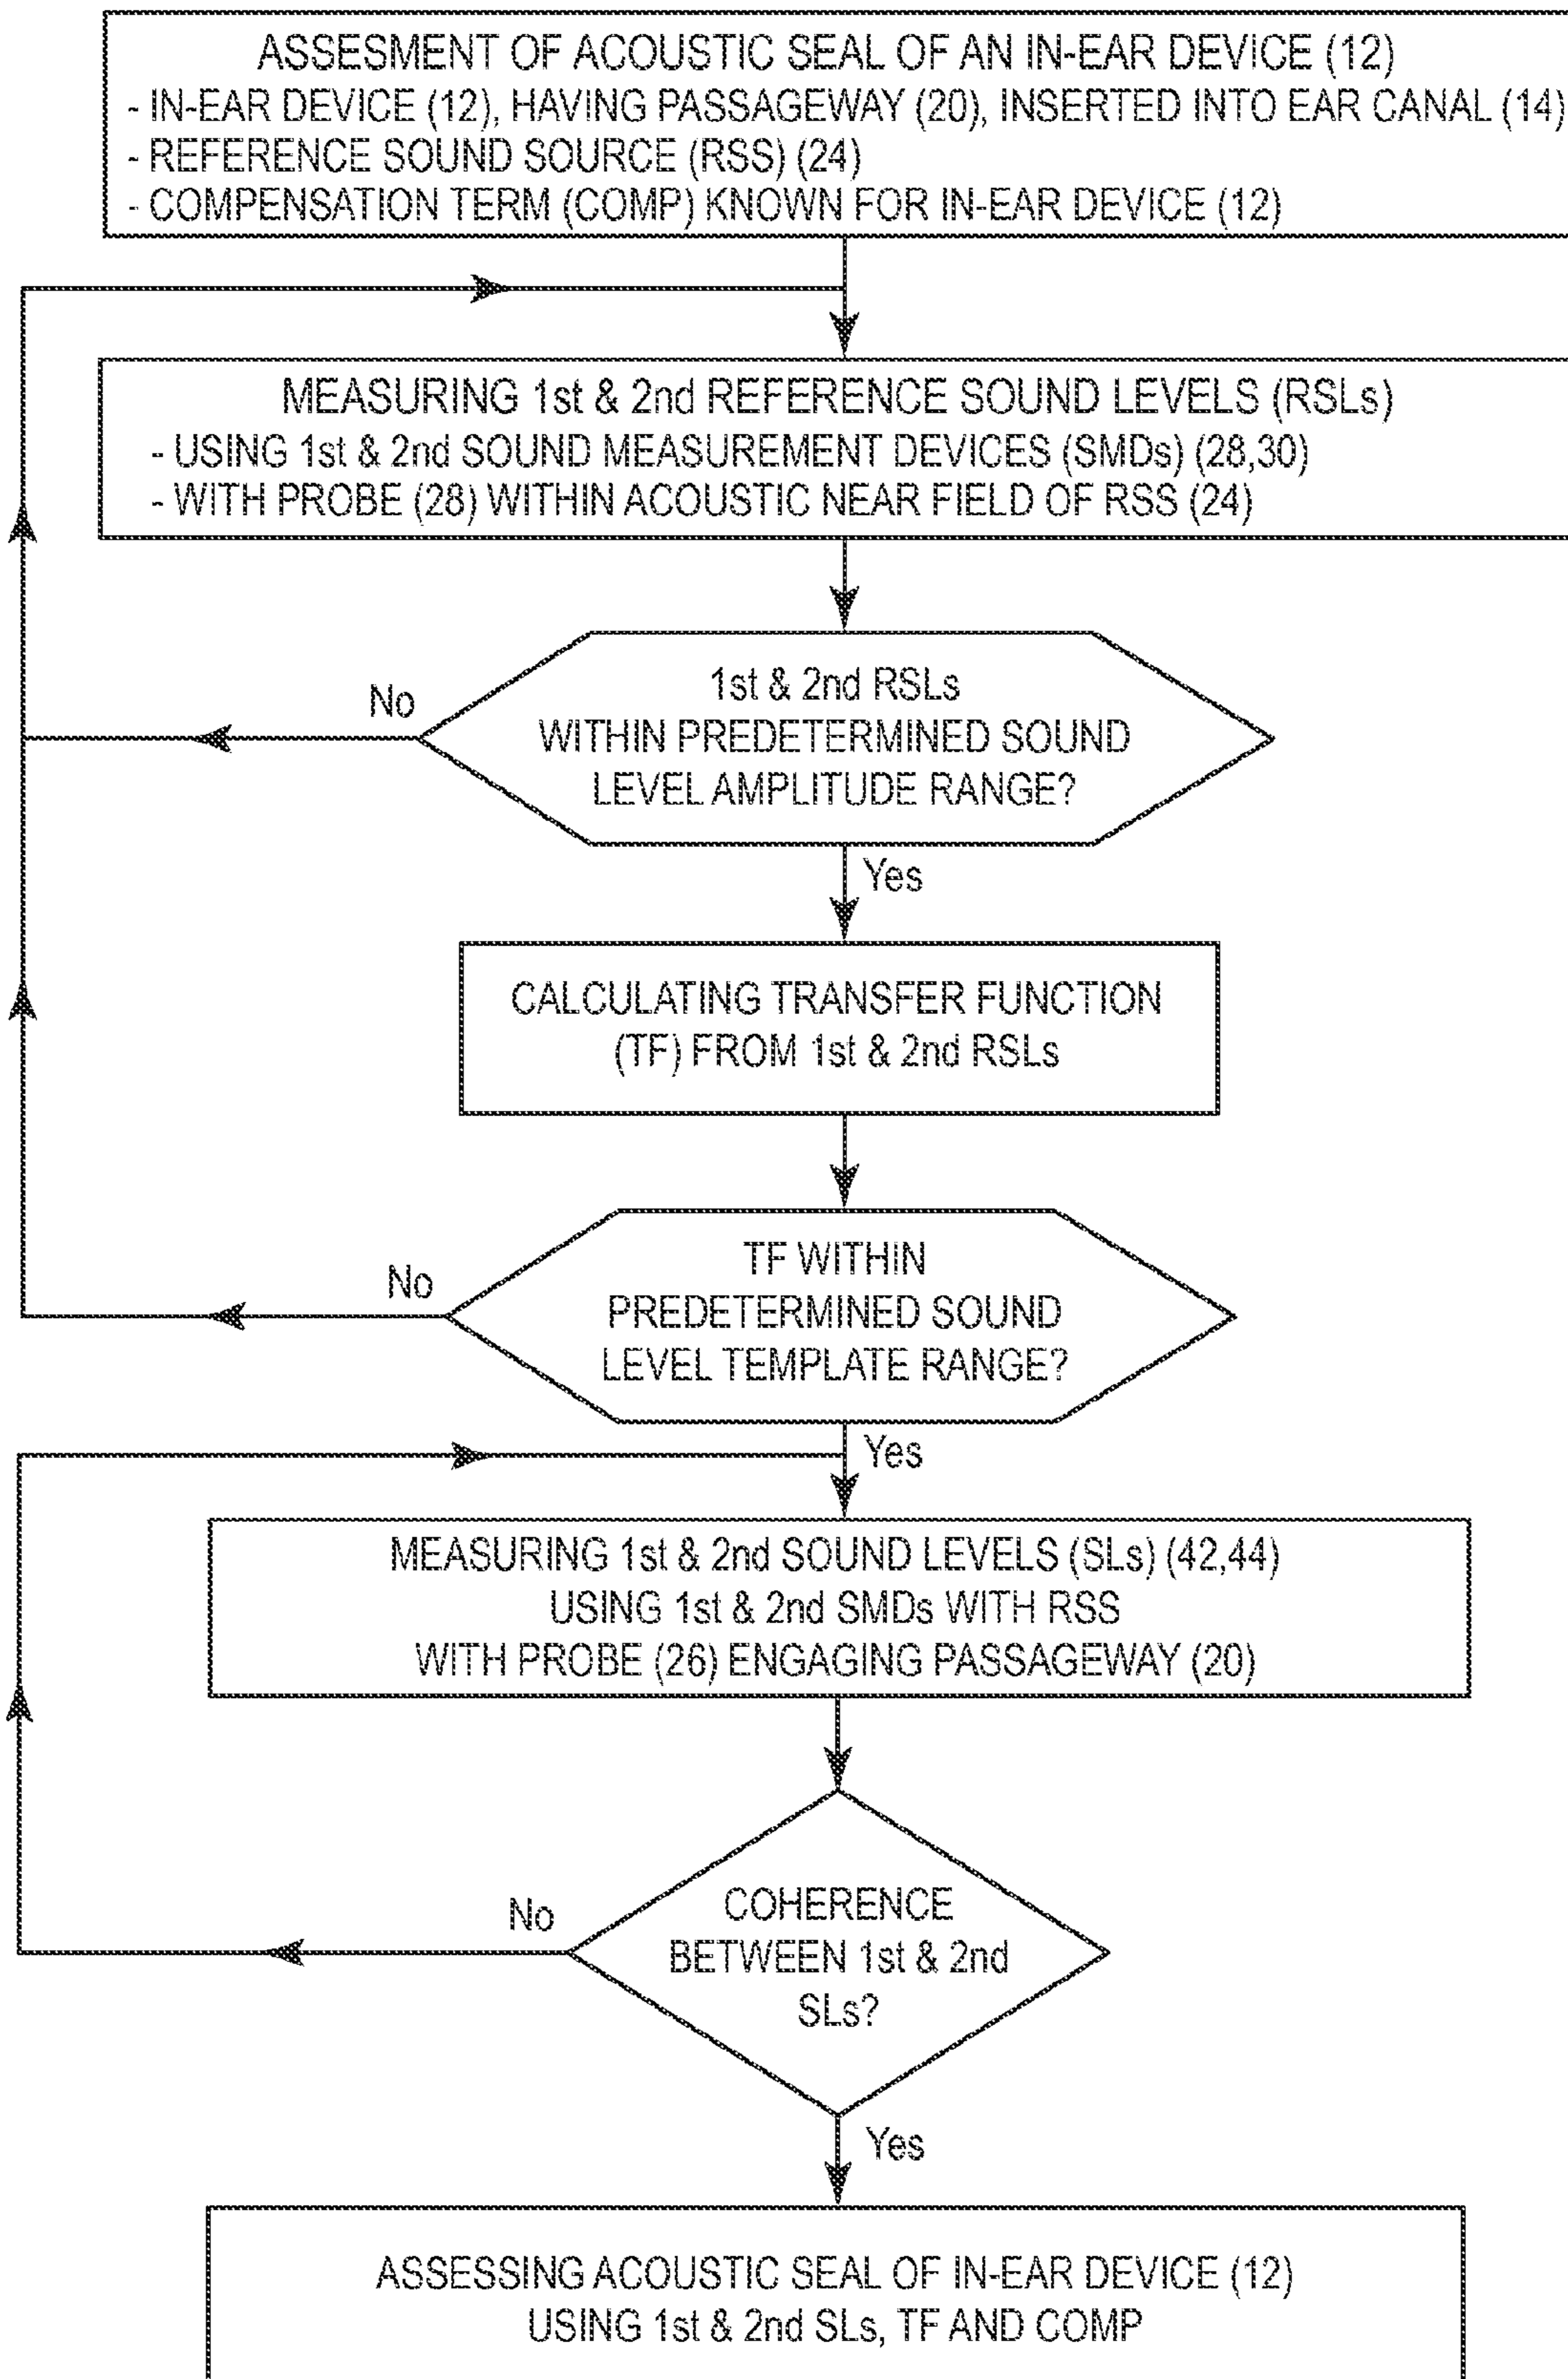 ASSESMENT OF ACOUSTIC SEAL OF AN IN-EAR DEVICE (12)
- IN-EAR DEVICE (12), HAVING PASSAGEWAY (20), INSERTED INTO EAR CANAL (14)
- REFERENCE SOUND SOURCE (RSS) (24)
- COMPENSATION TERM (COMP) KNOWN FOR IN-EAR DEVICE (12)
MEASURING 1st & 2nd REFERENCE SOUND LEVELS (RSLs)
- USING 1st & 2nd SOUND MEASUREMENT DEVICES (SMDs) (28,30)
- WITH PROBE (28) WITHIN ACOUSTIC NEAR FIELD OF RSS (24)
No
1st & 2nd RSLs
WITHIN PREDETERMINED SOUND
LEVEL AMPLITUDE RANGE?
Yes
CALCULATING TRANSFER FUNCTION
(TF) FROM 1st & 2nd RSLs
No
TF WITHIN
PREDETERMINED SOUND
LEVEL TEMPLATE RANGE?
Yes
MEASURING 1st & 2nd SOUND LEVELS (SLs) (42,44)
USING 1st & 2nd SMDs WITH RSS
WITH PROBE (26) ENGAGING PASSAGEWAY (20)
No
COHERENCE
BETWEEN 1st & 2nd
SLs?
Yes
ASSESSING ACOUSTIC SEAL OF IN-EAR DEVICE (12)
USING 1st & 2nd SLs, TF AND COMP